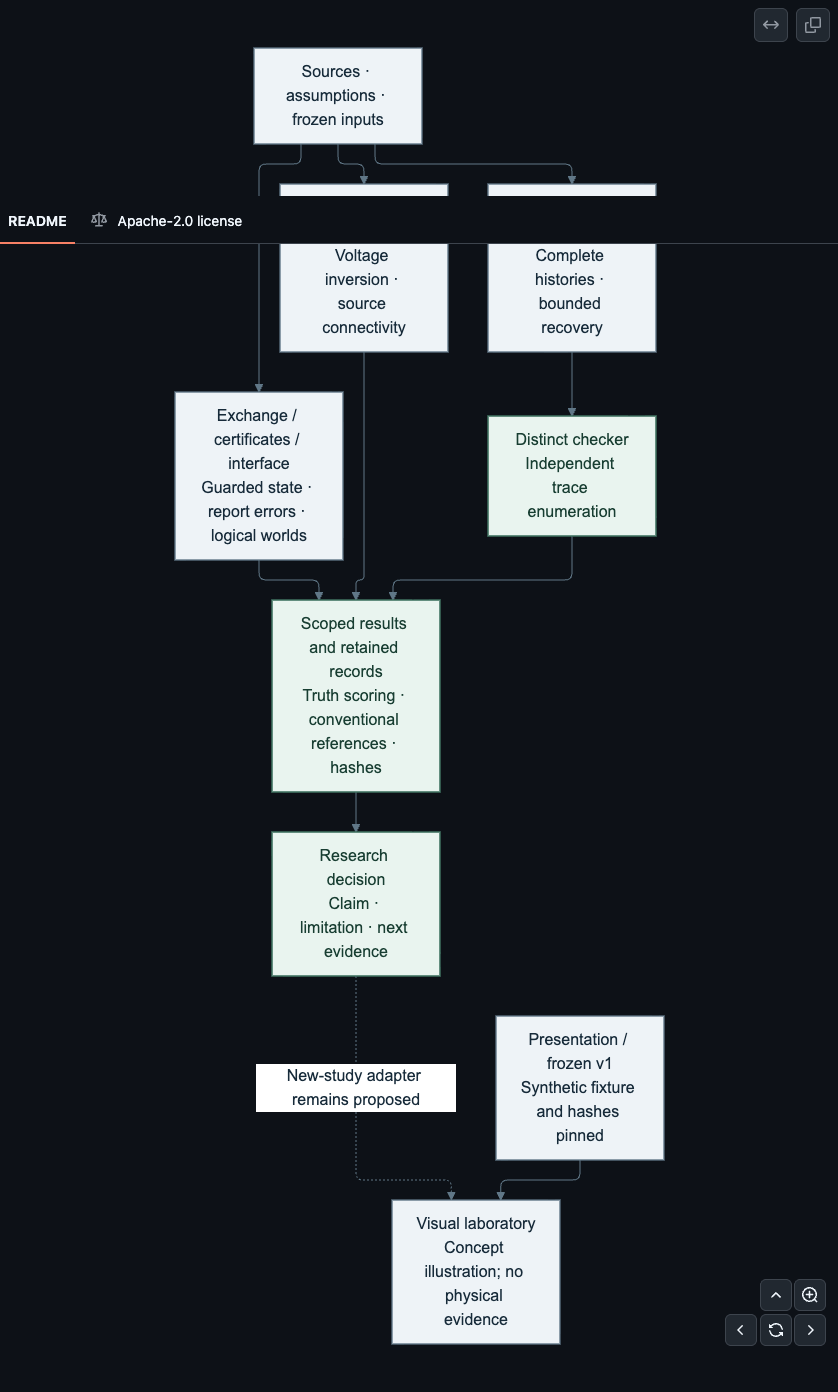 Sources ·
assumptions ·
frozen inputs
README
Apache-2.0 license
Voltage
inversion ·
source
connectivity
Complete
histories ·
bounded
recovery
Exchange /
certificates /
interface
Guarded state ·
report errors ·
logical worlds
Distinct checker
Independent
trace
enumeration
Scoped results
and retained
records
Truth scoring ·
conventional
references ·
hashes
Research
decision
Claim ·
limitation · next
evidence
New-study adapter
remains proposed
Presentation /
frozen v1
Synthetic fixture
and hashes
pinned
Visual laboratory
Concept
illustration; no
physical
evidence